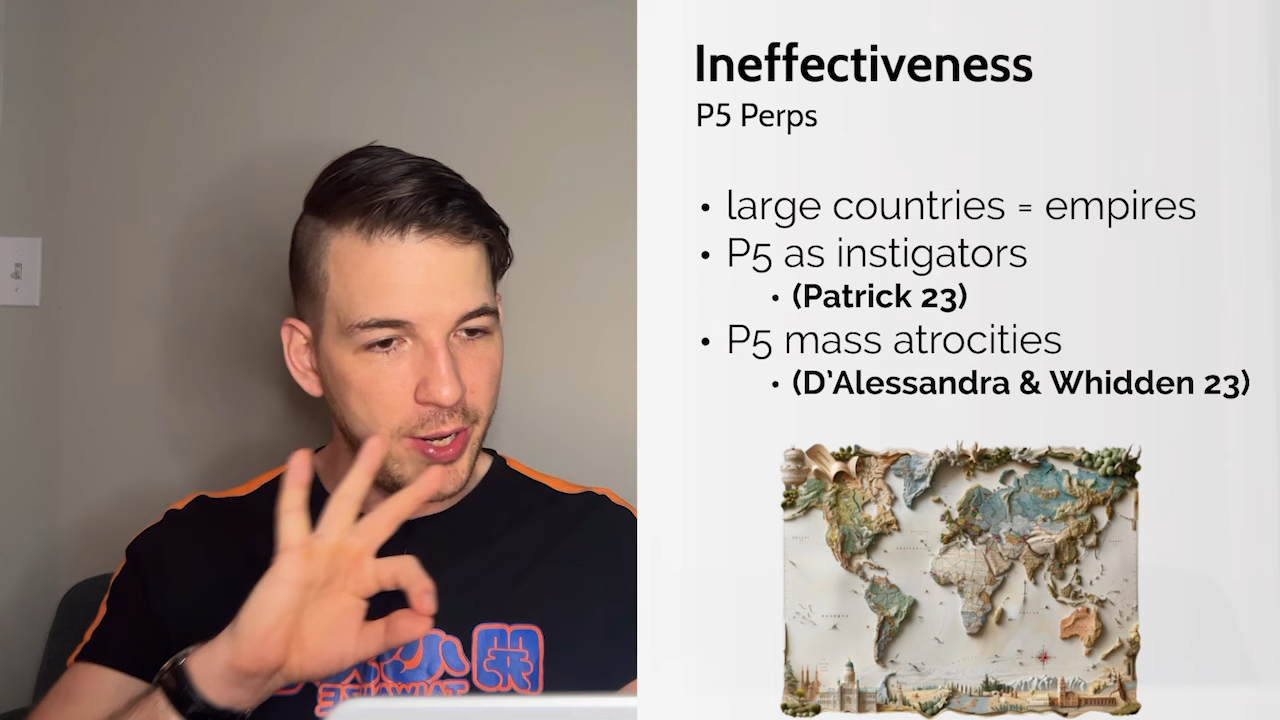 Ineffectiveness
P5 Perps
• large countries = empires
• P5 as instigators
• (Patrick 23)
• P5 mass atrocities
• (D'Alessandra & Whidden 23)